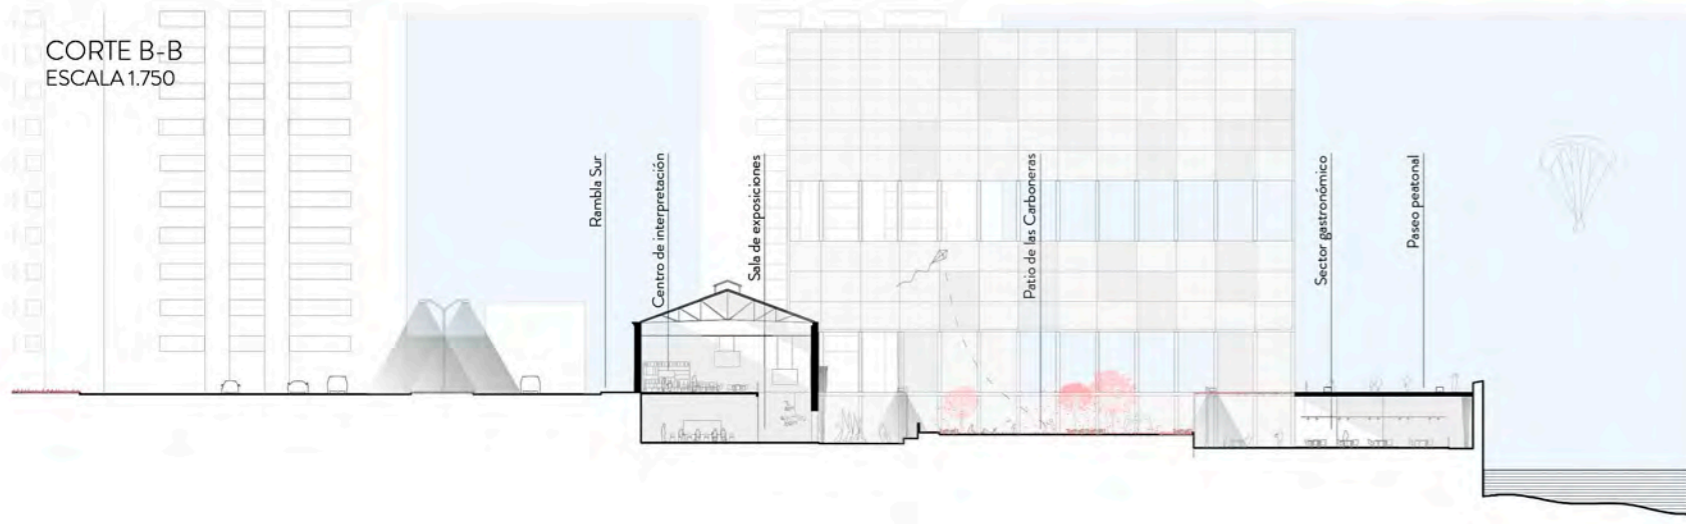 CORTE B-B
ESCALA 1.750
Rambla Sur
Centro de interpretación
Sala de exposiciones
Patio de las Carboneras
Sector gastronómico
Paseo peatonal